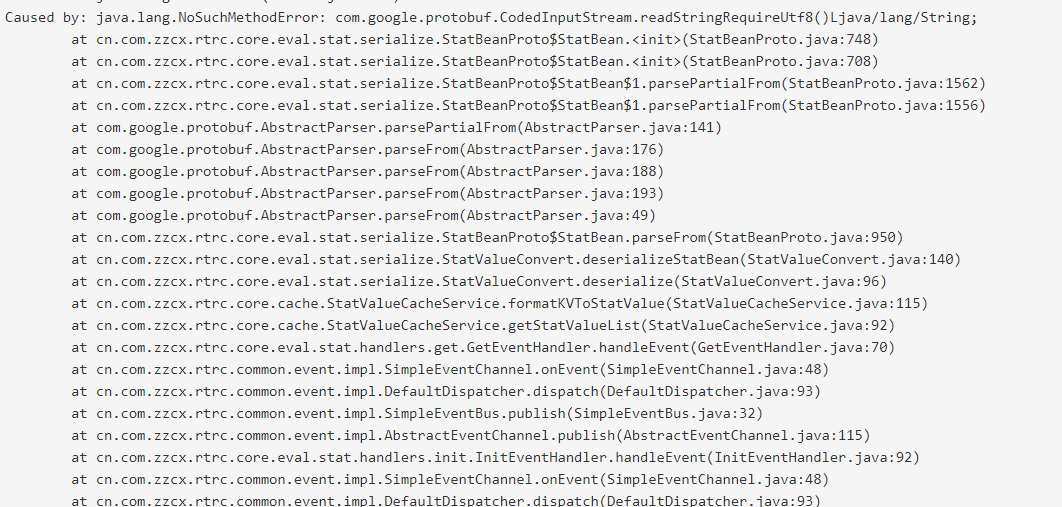 Caused by: java.lang.NoSuchMethodError: com.google.protobuf.CodedInputStream.readStringRequireUtf8()Ljava/lang/String;
at cn.com.zzcx.rtrc.core.eval.stat.serialize.StatBeanProto$StatBean.<init>(StatBeanProto.java:748)
at cn.com.zzcx.rtrc.core.eval.stat.serialize.StatBeanProto$StatBean.<init>(StatBeanProto.java:708)
at cn.com.zzcx.rtrc.core.eval.stat.serialize.StatBeanProto$StatBean$1.parsePartialFrom(StatBeanProto.java:1562)
at cn.com.zzcx.rtrc.core.eval.stat.serialize.StatBeanProto$StatBean$1.parsePartialFrom(StatBeanProto.java:1556)
at com.google.protobuf.AbstractParser.parsePartialFrom(AbstractParser.java:141)
at com.google.protobuf.AbstractParser.parseFrom(AbstractParser.java:176)
at com.google.protobuf.AbstractParser.parseFrom(AbstractParser.java:188)
at com.google.protobuf.AbstractParser.parseFrom(AbstractParser.java:193)
at com.google.protobuf.AbstractParser.parseFrom(AbstractParser.java:49)
at cn.com.zzcx.rtrc.core.eval.stat.serialize.StatBeanProto$StatBean.parseFrom(StatBeanProto.java:950)
at cn.com.zzcx.rtrc.core.eval.stat.serialize.StatValueConvert.deserializeStatBean(StatValueConvert.java:140)
at cn.com.zzcx.rtrc.core.eval.stat.serialize.StatValueConvert.deserialize(StatValueConvert.java:96)
at cn.com.zzcx.rtrc.core.cache.StatValueCacheService.formatKVToStatValue(StatValueCacheService.java:115)
at cn.com.zzcx.rtrc.core.cache.StatValueCacheService.getStatValueList(StatValueCacheService.java:92)
at cn.com.zzcx.rtrc.core.eval.stat.handlers.get.GetEventHandler.handleEvent(GetEventHandler.java:70)
at cn.com.zzcx.rtrc.common.event.impl.SimpleEventChannel.onEvent(SimpleEventChannel.java:48)
at cn.com.zzcx.rtrc.common.event.impl.DefaultDispatcher.dispatch(DefaultDispatcher.java:93)
at cn.com.zzcx.rtrc.common.event.impl.SimpleEventBus.publish(SimpleEventBus.java:32)
at cn.com.zzcx.rtrc.common.event.impl.AbstractEventChannel.publish(AbstractEventChannel.java:115)
at cn.com.zzcx.rtrc.core.eval.stat.handlers.init.InitEventHandler.handleEvent(InitEventHandler.java:92)
at cn.com.zzcx.rtrc.common.event.impl.SimpleEventChannel.onEvent(SimpleEventChannel.java:48)
at cn.com.zzcx.rtrc.common.event.impl.DefaultDispatcher.dispatch(DefaultDispatcher.java:93)